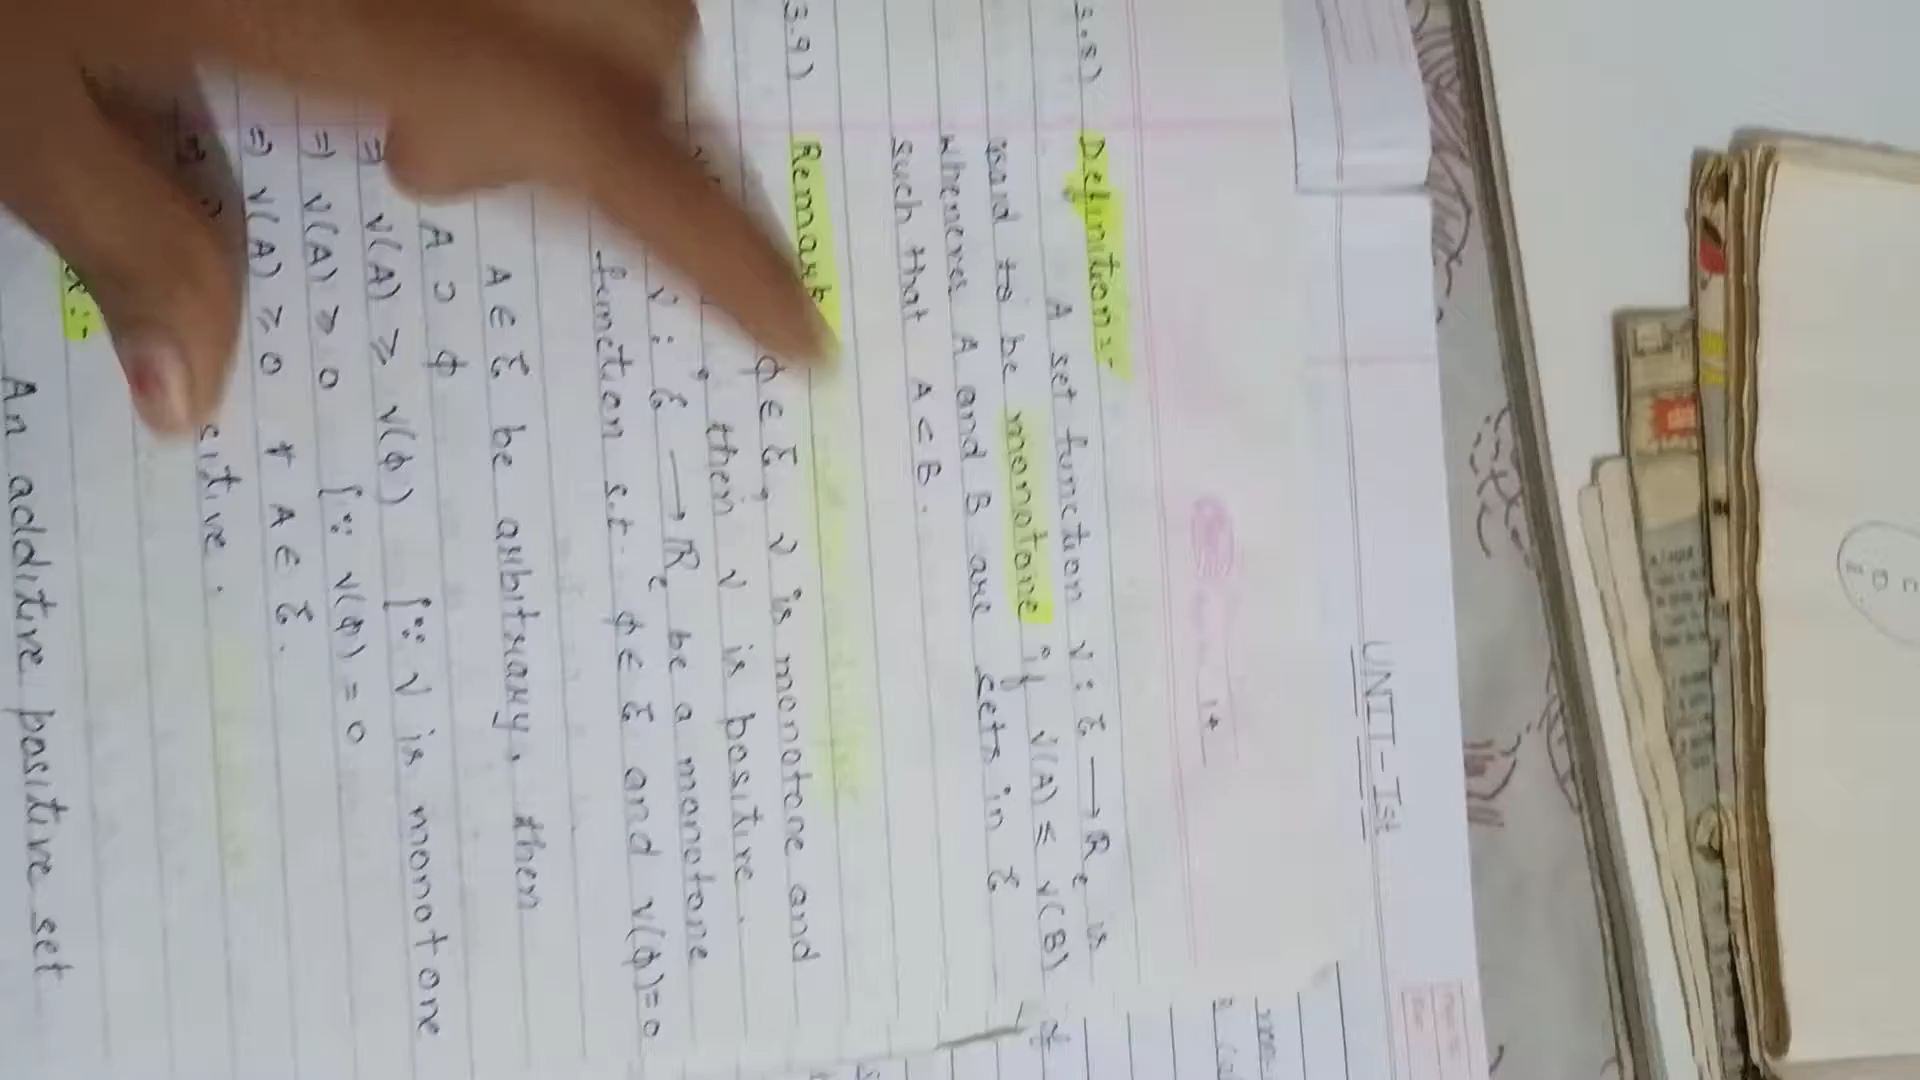 UNIT-Ist
3.8) Definition:-
A set function ν: ℰ → Rₑ is
said to be monotone if ν(A) ≤ ν(B)
whenever A and B are sets in ℰ
such that A ⊂ B.
3.9) Remark
φ ∈ ℰ, ν is monotone and
then ν is positive.
ν: ℰ → Rₑ be a monotone
function s.t. φ ∈ ℰ and ν(φ)=0
A ∈ ℰ be arbitrary, then
A ⊃ φ
⇒ ν(A) ≥ ν(φ) [∵ ν is monotone
⇒ ν(A) ≥ 0 [∵ ν(φ) = 0
⇒ ν(A) ≥ 0 ∀ A ∈ ℰ.
sitive.
An additive positive set